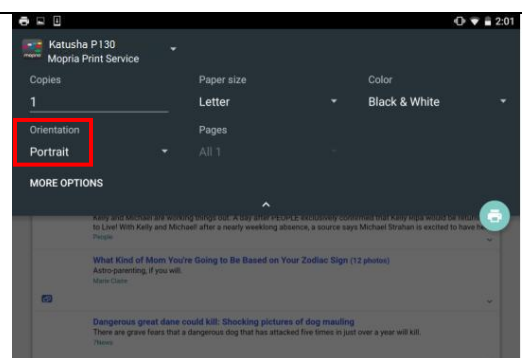 2:01
Katusha P130
mopria Mopria Print Service
Copies Paper size Color
1 Letter Black & White
Orientation Pages
Portrait All 1
MORE OPTIONS
Kelly and Michael are working things out. A day after PEOPLE exclusively confirmed that Kelly Ripa would be return
to Live! With Kelly and Michael! after a nearly weeklong absence, a source says Michael Strahan is excited to have he
People
What Kind of Mom You're Going to Be Based on Your Zodiac Sign (12 photos)
Astro-parenting, if you will.
Marie Claire
Dangerous great dane could kill: Shocking pictures of dog mauling
There are grave fears that a dangerous dog that has attacked five times in just over a year will kill.
7News